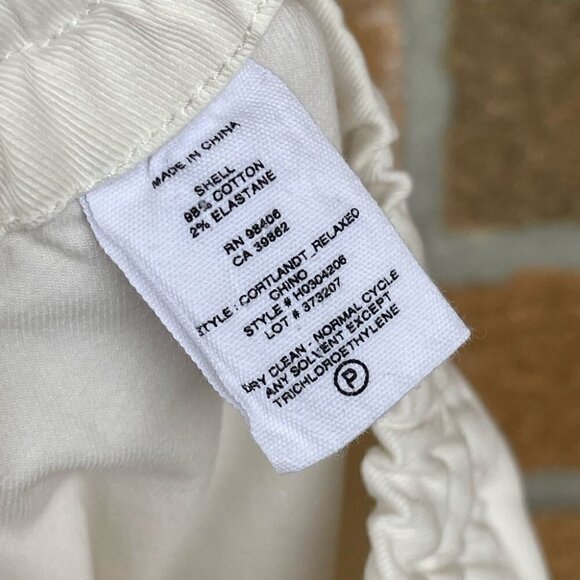 MADE IN CHINA
SHELL
98% COTTON
2% ELASTANE
RN 98406
CA 39562
STYLE : CORTLANDT_RELAXED
CHINO
STYLE # H0304206
LOT # 373207
DRY CLEAN - NORMAL CYCLE
ANY SOLVENT EXCEPT
TRICHLOROETHYLENE
P